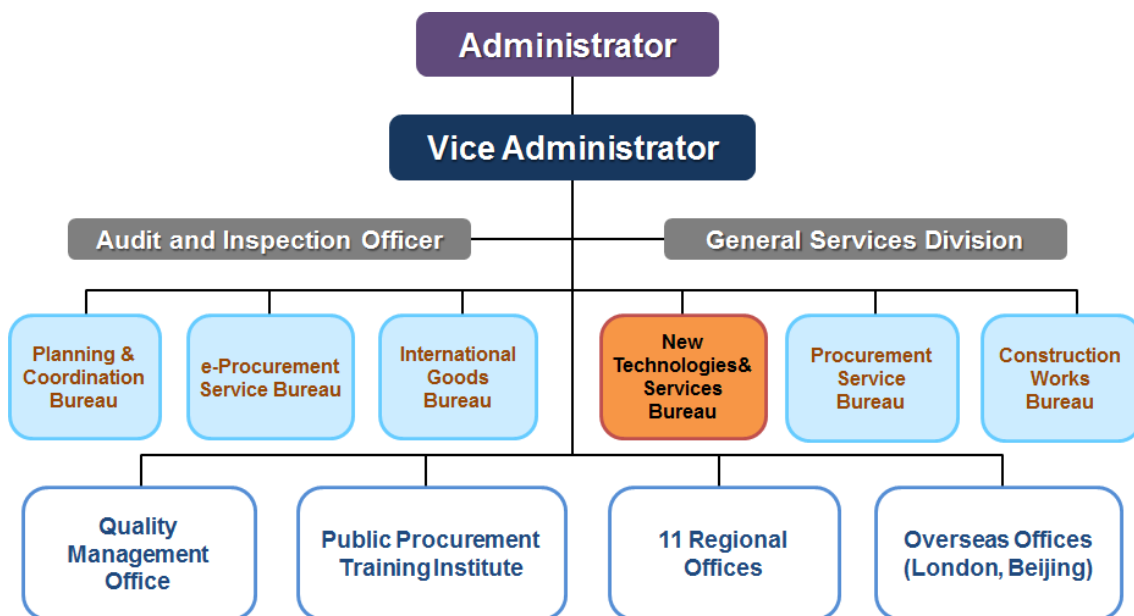 Administrator
Vice Administrator
Audit and Inspection Officer
General Services Division
Planning &
Coordination
Bureau
e-Procurement
Service Bureau
International
Goods
Bureau
New
Technologies&
Services
Bureau
Procurement
Service
Bureau
Construction
Works
Bureau
Quality
Management
Office
Public Procurement
Training Institute
11 Regional
Offices
Overseas Offices
(London, Beijing)